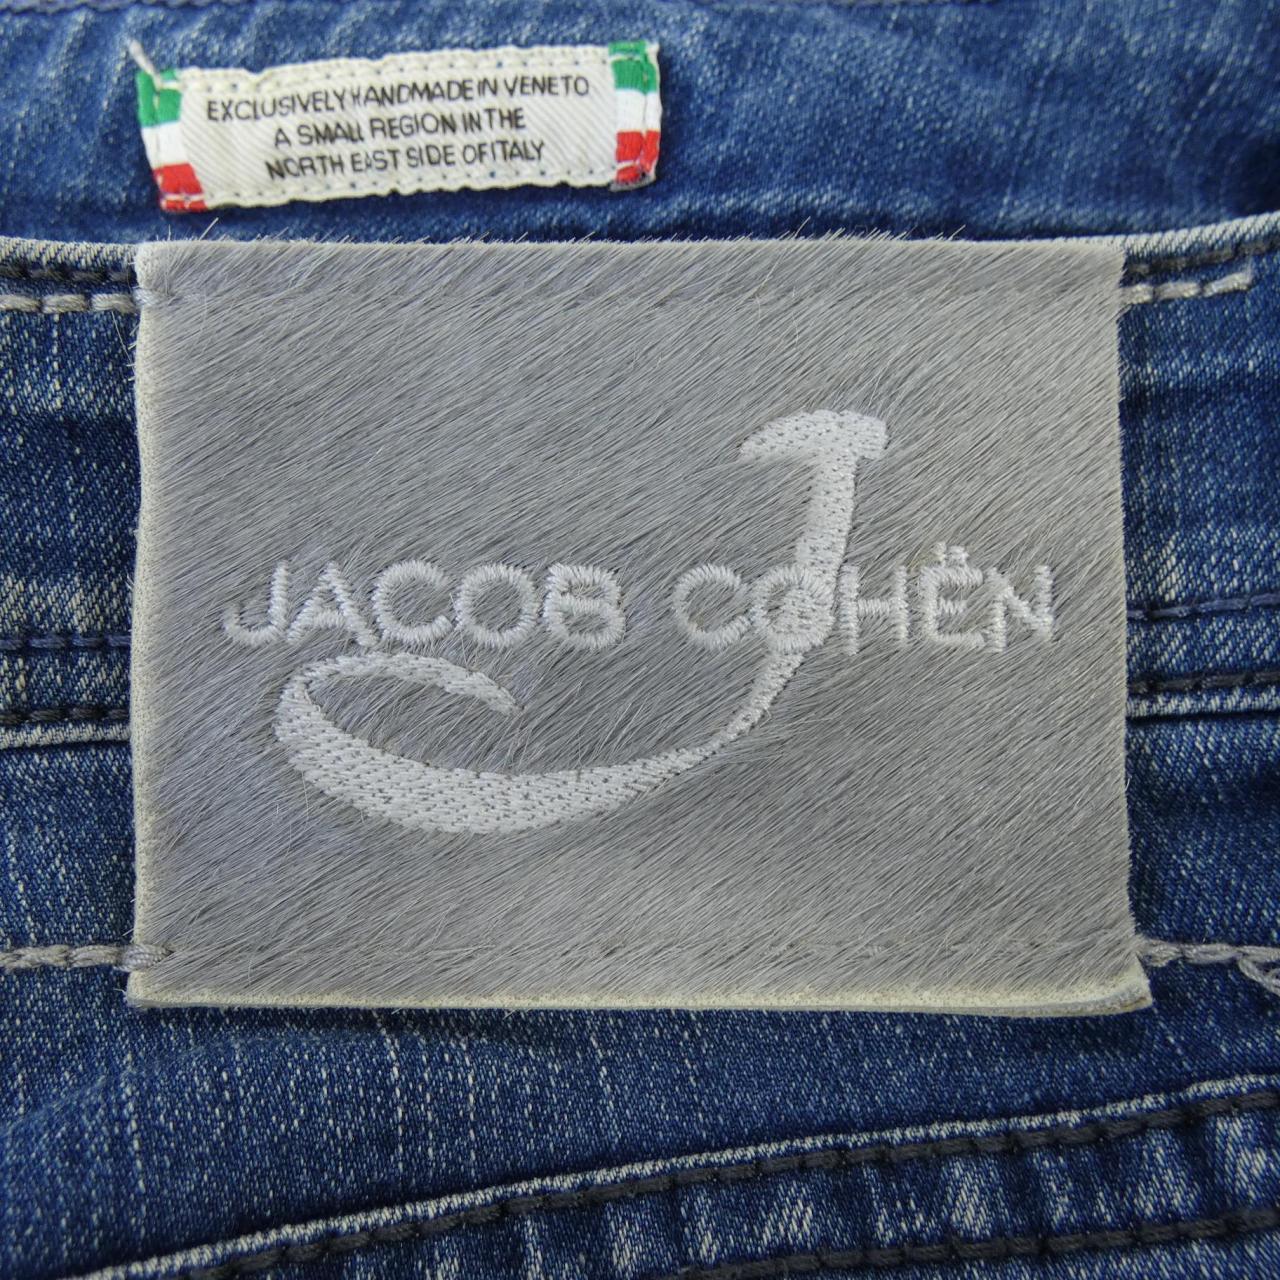 EXCLUSIVELY HANDMADE IN VENETO
A SMALL REGION IN THE
NORTH EAST SIDE OF ITALY
J
JACOB COHËN